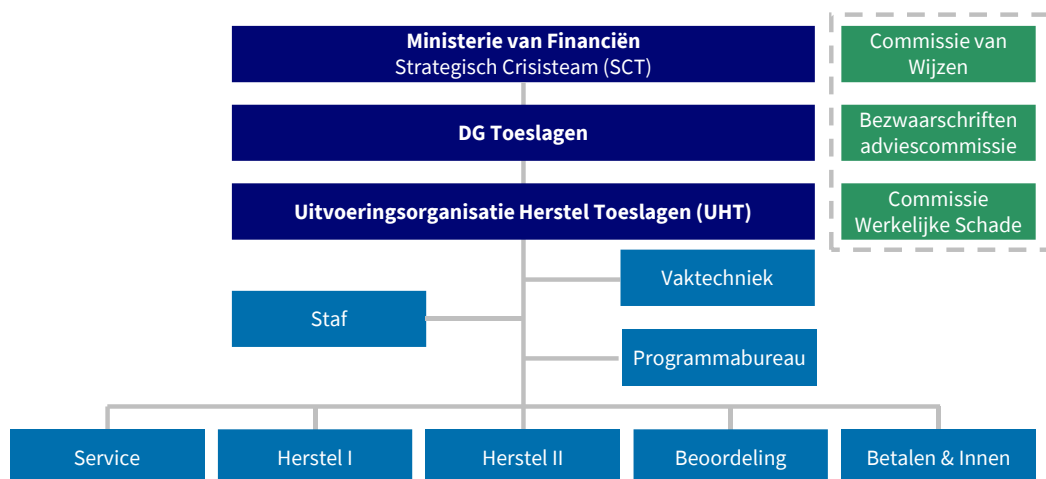 Ministerie van Financiën
Strategisch Crisisteam (SCT)
Commissie van
Wijzen
DG Toeslagen
Bezwaarschriften
adviescommissie
Uitvoeringsorganisatie Herstel Toeslagen (UHT)
Commissie
Werkelijke Schade
Vaktechniek
Staf
Programmabureau
Service
Herstel I
Herstel II
Beoordeling
Betalen & Innen